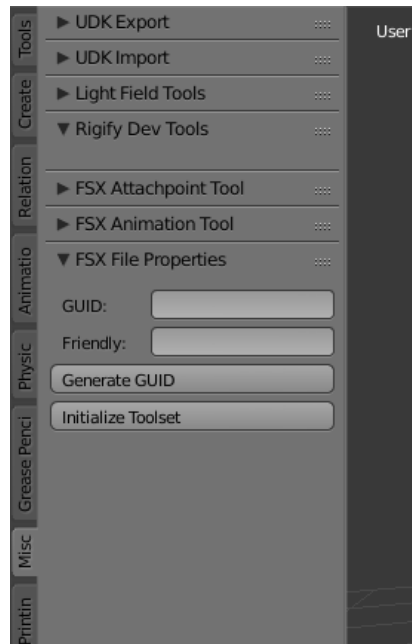 Tools
Create
Relation
Animatio
Physic
Grease Penci
Misc
Printin
UDK Export
UDK Import
Light Field Tools
Rigify Dev Tools
FSX Attachpoint Tool
FSX Animation Tool
FSX File Properties
GUID:
Friendly:
Generate GUID
Initialize Toolset
User